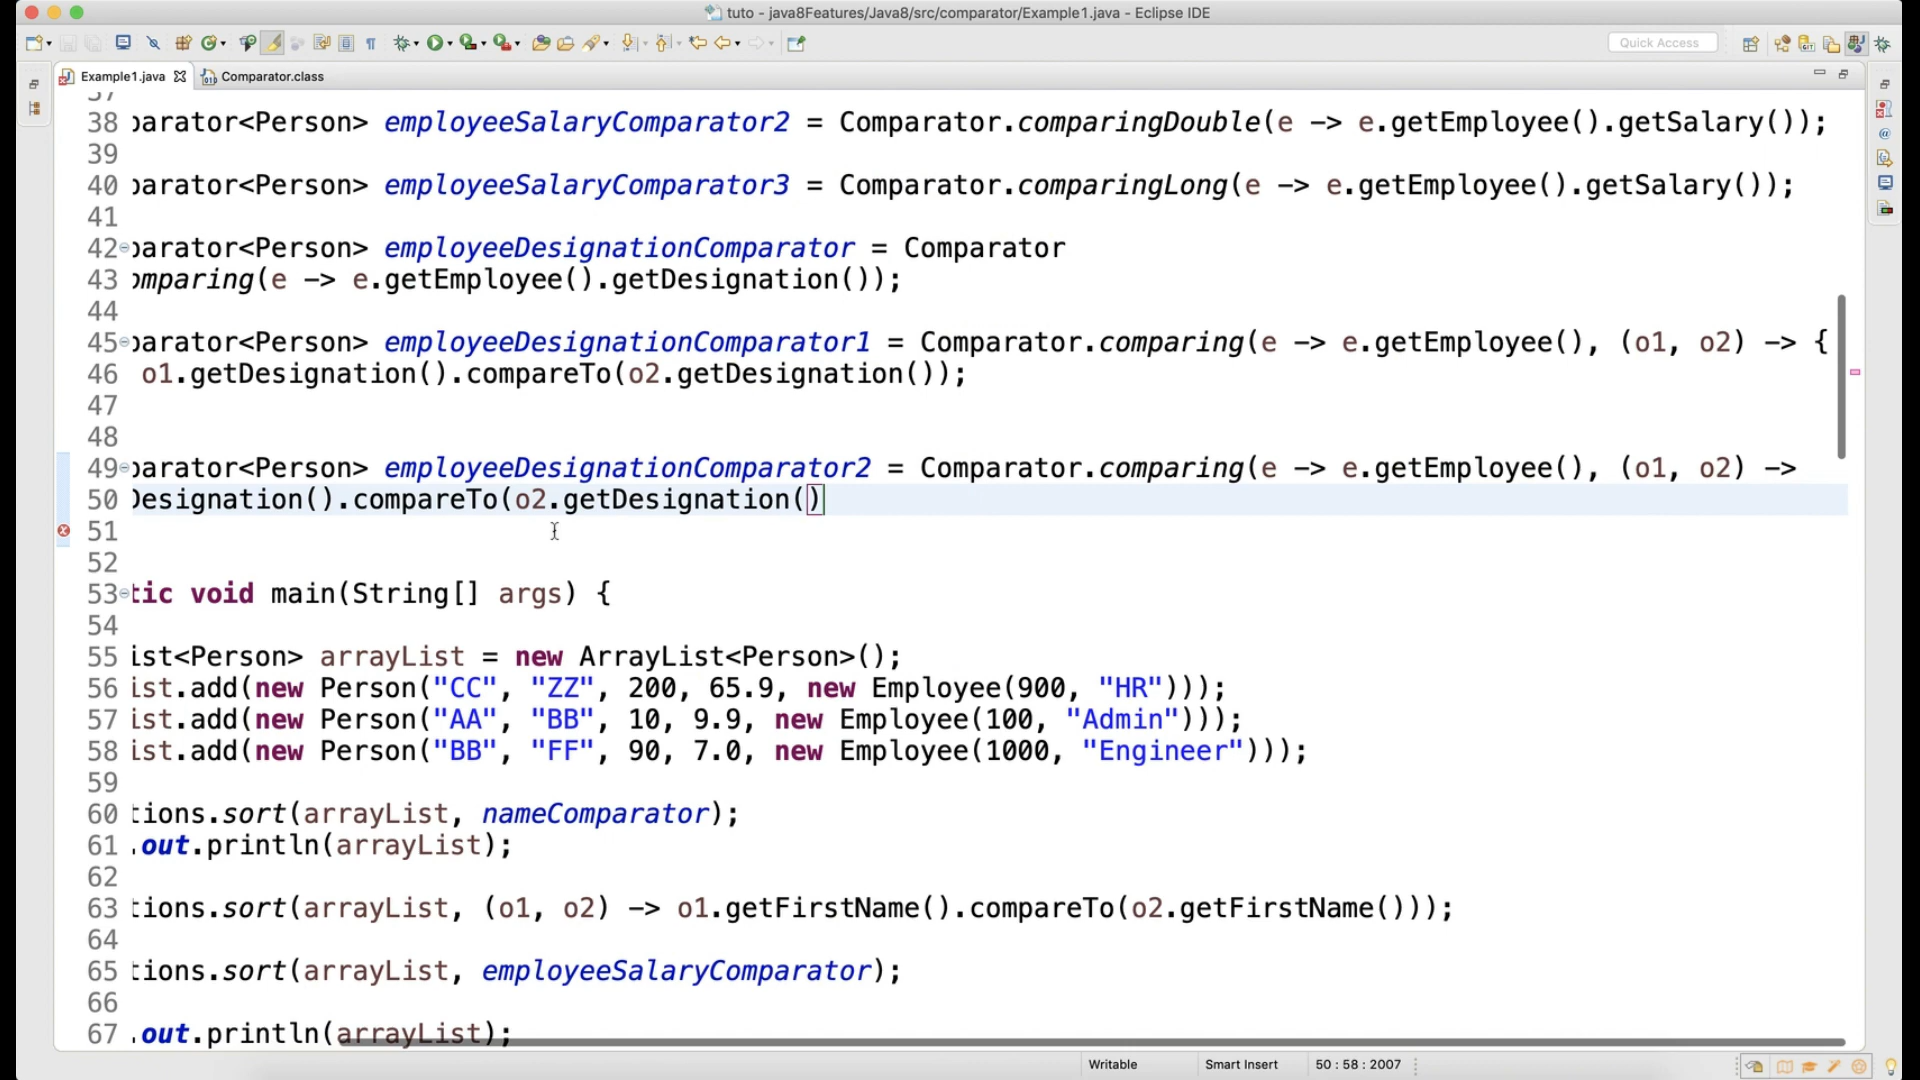 tuto - java8Features/Java8/src/comparator/Example1.java - Eclipse IDE
Quick Access
Example1.java
Comparator.class
37
38 parator<Person> employeeSalaryComparator2 = Comparator.comparingDouble(e -> e.getEmployee().getSalary());
39
40 parator<Person> employeeSalaryComparator3 = Comparator.comparingLong(e -> e.getEmployee().getSalary());
41
42 parator<Person> employeeDesignationComparator = Comparator
43 omparing(e -> e.getEmployee().getDesignation());
44
45 parator<Person> employeeDesignationComparator1 = Comparator.comparing(e -> e.getEmployee(), (o1, o2) -> {
46 o1.getDesignation().compareTo(o2.getDesignation());
47
48
49 parator<Person> employeeDesignationComparator2 = Comparator.comparing(e -> e.getEmployee(), (o1, o2) ->
50 Designation().compareTo(o2.getDesignation()
51
52
53 tic void main(String[] args) {
54
55 ist<Person> arrayList = new ArrayList<Person>();
56 ist.add(new Person("CC", "ZZ", 200, 65.9, new Employee(900, "HR")));
57 ist.add(new Person("AA", "BB", 10, 9.9, new Employee(100, "Admin")));
58 ist.add(new Person("BB", "FF", 90, 7.0, new Employee(1000, "Engineer")));
59
60 tions.sort(arrayList, nameComparator);
61 .out.println(arrayList);
62
63 tions.sort(arrayList, (o1, o2) -> o1.getFirstName().compareTo(o2.getFirstName()));
64
65 tions.sort(arrayList, employeeSalaryComparator);
66
67 .out.println(arrayList);
Writable
Smart Insert
50 : 58 : 2007